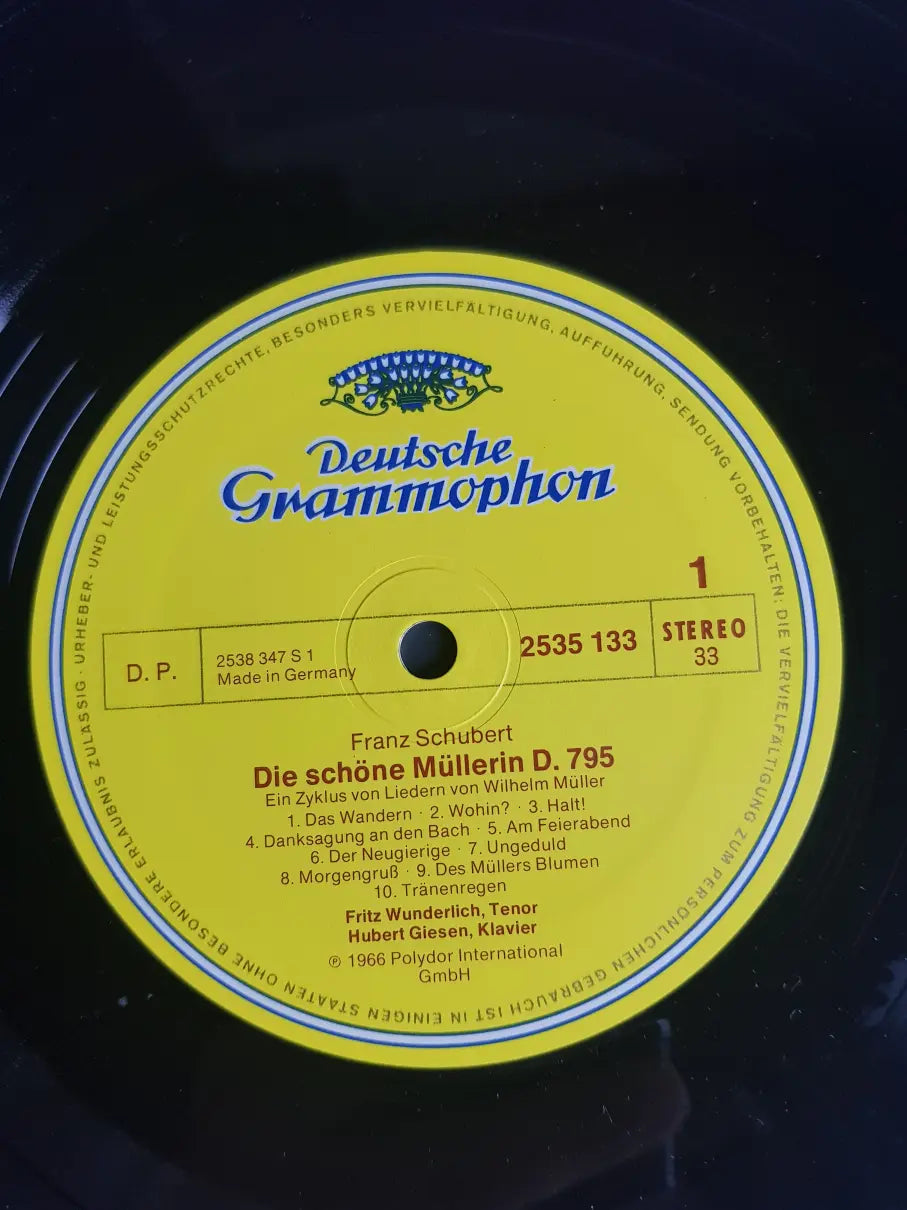 Deutsche
Grammophon
1
D. P.
2538 347 S 1
Made in Germany
2535 133
STEREO
33
Franz Schubert
Die schöne Müllerin D. 795
Ein Zyklus von Liedern von Wilhelm Müller
1. Das Wandern · 2. Wohin? · 3. Halt!
4. Danksagung an den Bach · 5. Am Feierabend
6. Der Neugierige · 7. Ungeduld
8. Morgengruß · 9. Des Müllers Blumen
10. Tränenregen
Fritz Wunderlich, Tenor
Hubert Giesen, Klavier
℗ 1966 Polydor International
GmbH
URHEBER- UND LEISTUNGSSCHUTZRECHTE, BESONDERS VERVIELFÄLTIGUNG, AUFFÜHRUNG, SENDUNG VORBEHALTEN: DIE VERVIELFÄLTIGUNG ZUM PERSÖNLICHEN GEBRAUCH IST IN EINIGEN STAATEN OHNE BESONDERE ERLAUBNIS ZULÄSSIG ·